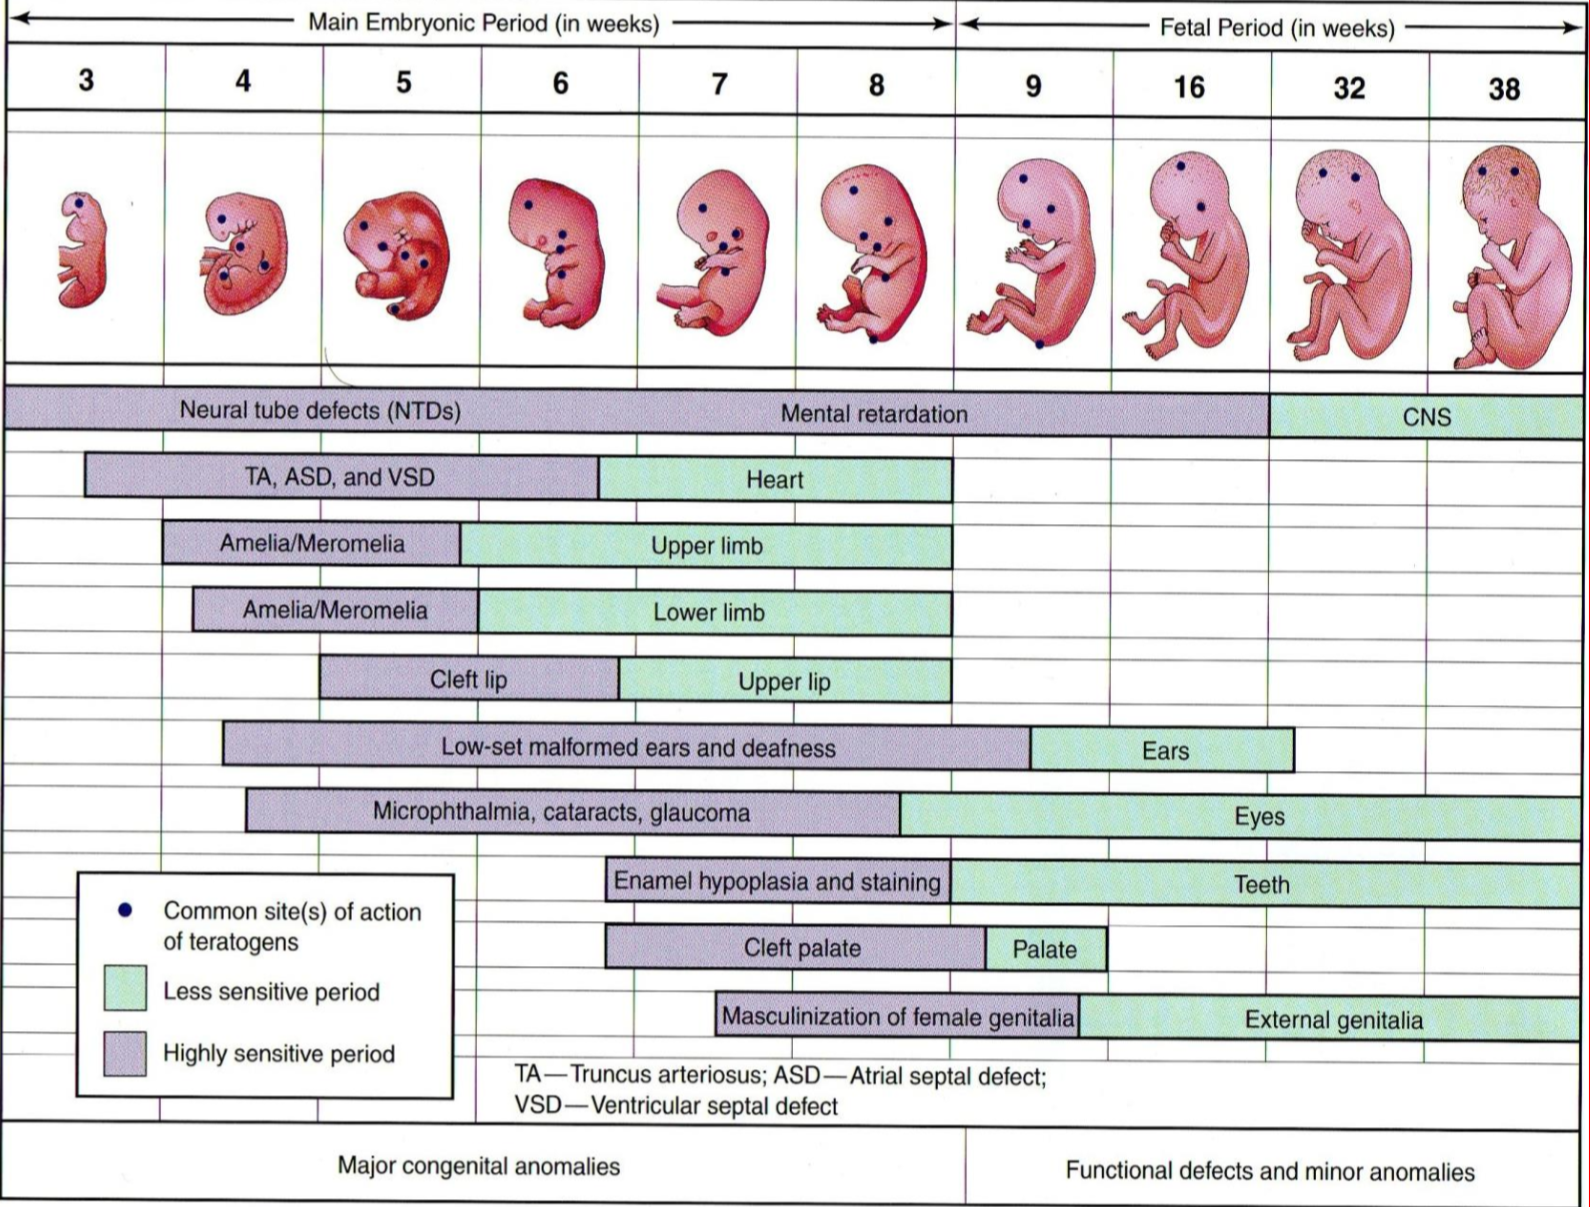 Main Embryonic Period (in weeks) Fetal Period (in weeks)
3 4 5 6 7 8 9 16 32 38
Neural tube defects (NTDs) Mental retardation CNS
TA, ASD, and VSD Heart
Amelia/Meromelia Upper limb
Amelia/Meromelia Lower limb
Cleft lip Upper lip
Low-set malformed ears and deafness Ears
Microphthalmia, cataracts, glaucoma Eyes
Enamel hypoplasia and staining Teeth
Cleft palate Palate
Masculinization of female genitalia External genitalia
Common site(s) of action
of teratogens
Less sensitive period
Highly sensitive period
TA—Truncus arteriosus; ASD—Atrial septal defect;
VSD—Ventricular septal defect
Major congenital anomalies Functional defects and minor anomalies